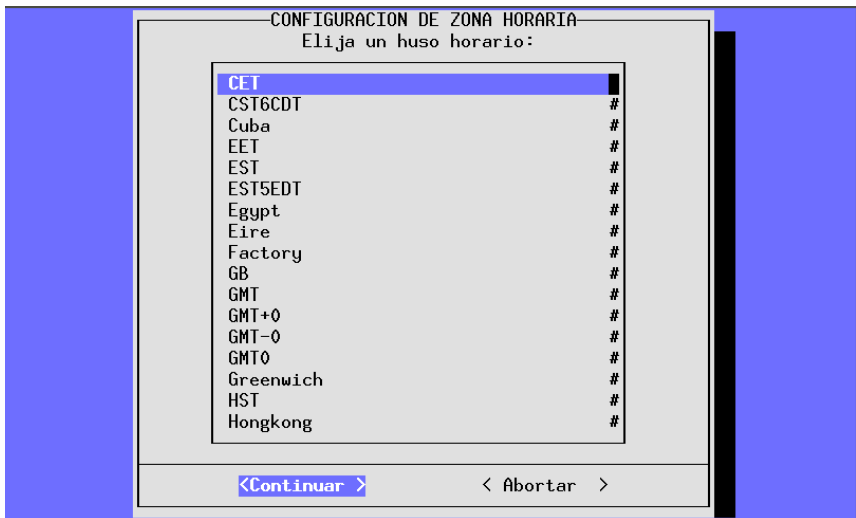 CONFIGURACION DE ZONA HORARIA
Elija un huso horario:
CET
CST6CDT #
Cuba #
EET #
EST #
EST5EDT #
Egypt #
Eire #
Factory #
GB #
GMT #
GMT+0 #
GMT-0 #
GMT0 #
Greenwich #
HST #
Hongkong #
<Continuar > < Abortar >